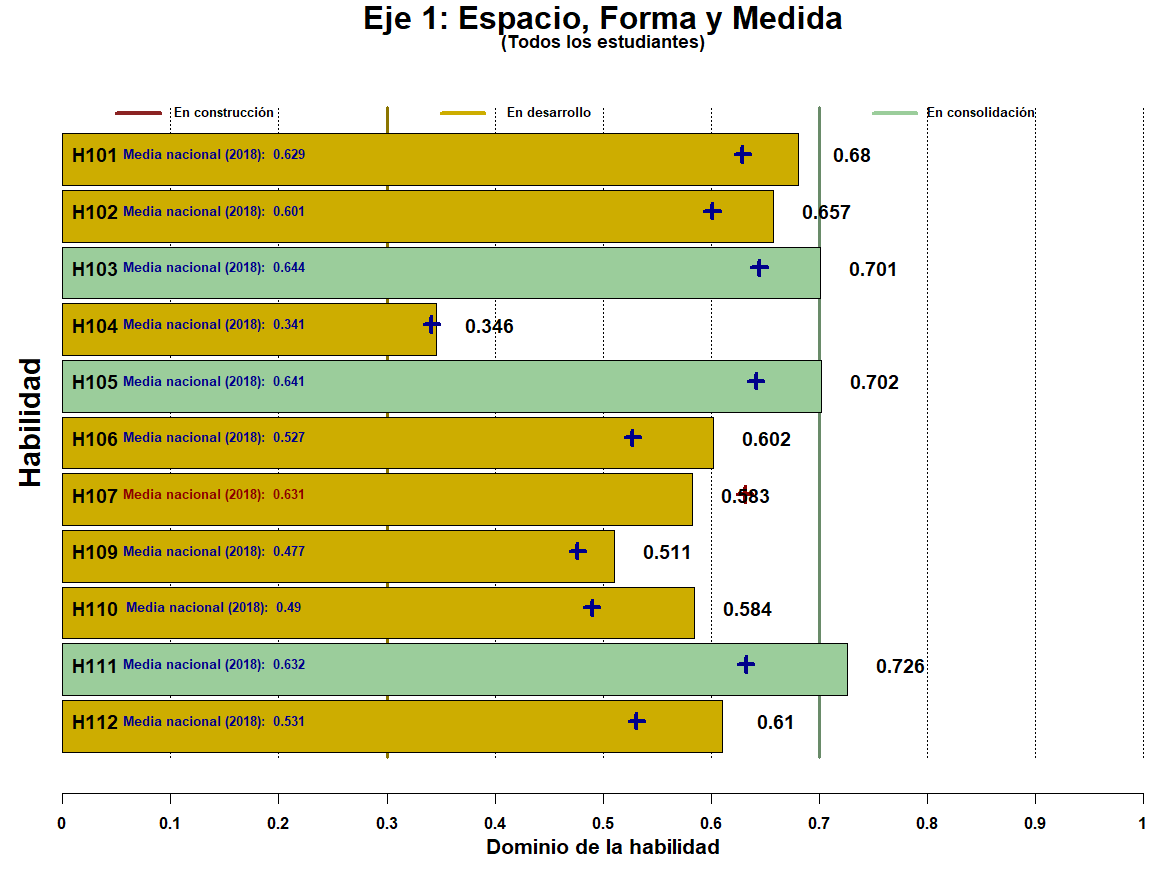 Eje 1: Espacio, Forma y Medida
(Todos los estudiantes)
En construcción En desarrollo En consolidación
H101 Media nacional (2018): 0.629 0.68
H102 Media nacional (2018): 0.601 0.657
H103 Media nacional (2018): 0.644 0.701
H104 Media nacional (2018): 0.341 0.346
H105 Media nacional (2018): 0.641 0.702
H106 Media nacional (2018): 0.527 0.602
H107 Media nacional (2018): 0.631 0.583
H109 Media nacional (2018): 0.477 0.511
H110 Media nacional (2018): 0.49 0.584
H111 Media nacional (2018): 0.632 0.726
H112 Media nacional (2018): 0.531 0.61
Habilidad
0 0.1 0.2 0.3 0.4 0.5 0.6 0.7 0.8 0.9 1
Dominio de la habilidad